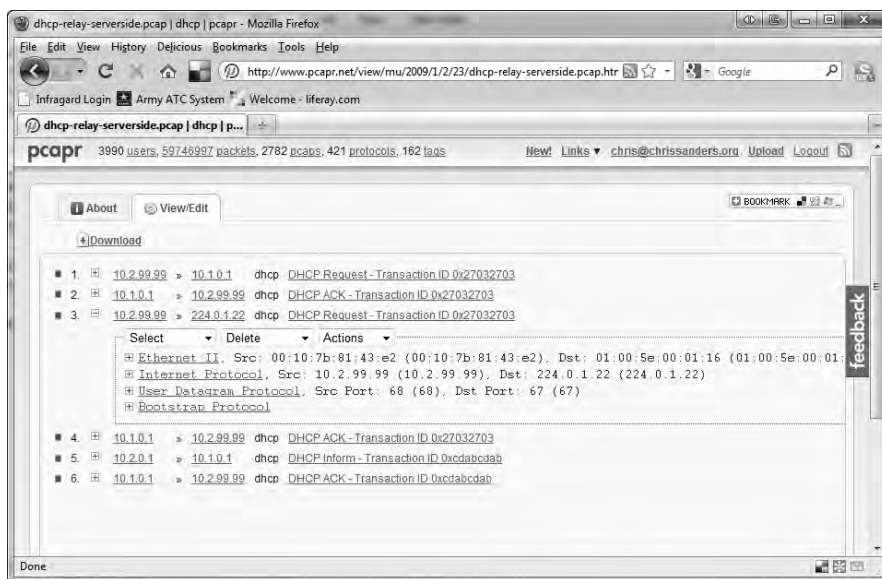 dhcp-relay-serverside.pcap | dhcp | pcapr - Mozilla Firefox
File Edit View History Delicious Bookmarks Tools Help
http://www.pcapr.net/view/mu/2009/1/2/23/dhcp-relay-serverside.pcap.htr Google
Infragard Login Army ATC System Welcome - liferay.com
dhcp-relay-serverside.pcap | dhcp | p...
pcapr 3990 users, 59746997 packets, 2782 pcaps, 421 protocols, 162 tags New! Links ▼ chris@chrissanders.org Upload Logout
About View/Edit BOOKMARK
Download
1. 10.2.99.99 » 10.1.0.1 dhcp DHCP Request - Transaction ID 0x27032703
2. 10.1.0.1 » 10.2.99.99 dhcp DHCP ACK - Transaction ID 0x27032703
3. 10.2.99.99 » 224.0.1.22 dhcp DHCP Request - Transaction ID 0x27032703
Select Delete Actions
Ethernet II, Src: 00:10:7b:81:43:e2 (00:10:7b:81:43:e2), Dst: 01:00:5e:00:01:16 (01:00:5e:00:01:
Internet Protocol, Src: 10.2.99.99 (10.2.99.99), Dst: 224.0.1.22 (224.0.1.22)
User Datagram Protocol, Src Port: 68 (68), Dst Port: 67 (67)
Bootstrap Protocol
4. 10.1.0.1 » 10.2.99.99 dhcp DHCP ACK - Transaction ID 0x27032703
5. 10.2.0.1 » 10.1.0.1 dhcp DHCP Inform - Transaction ID 0xcdabcdab
6. 10.1.0.1 » 10.2.99.99 dhcp DHCP ACK - Transaction ID 0xcdabcdab
feedback
Done